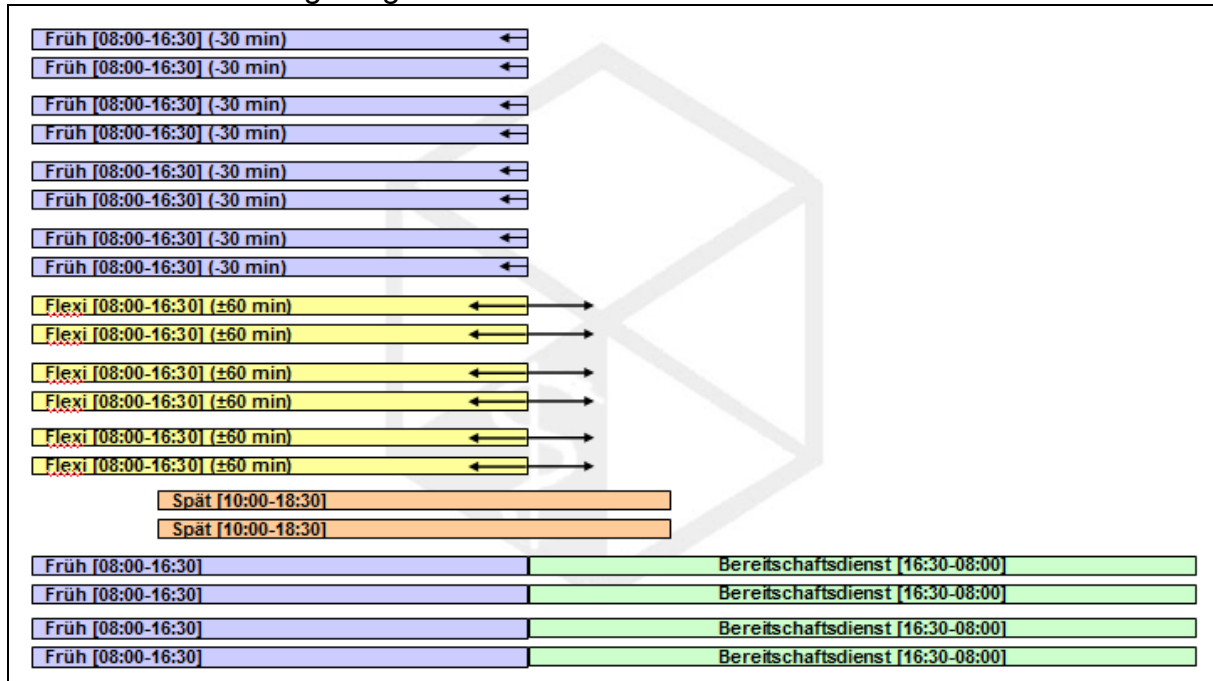 Früh [08:00-16:30] (-30 min)
Früh [08:00-16:30] (-30 min)
Früh [08:00-16:30] (-30 min)
Früh [08:00-16:30] (-30 min)
Früh [08:00-16:30] (-30 min)
Früh [08:00-16:30] (-30 min)
Früh [08:00-16:30] (-30 min)
Früh [08:00-16:30] (-30 min)
Flexi [08:00-16:30] (±60 min)
Flexi [08:00-16:30] (±60 min)
Flexi [08:00-16:30] (±60 min)
Flexi [08:00-16:30] (±60 min)
Flexi [08:00-16:30] (±60 min)
Flexi [08:00-16:30] (±60 min)
Spät [10:00-18:30]
Spät [10:00-18:30]
Früh [08:00-16:30] Bereitschaftsdienst [16:30-08:00]
Früh [08:00-16:30] Bereitschaftsdienst [16:30-08:00]
Früh [08:00-16:30] Bereitschaftsdienst [16:30-08:00]
Früh [08:00-16:30] Bereitschaftsdienst [16:30-08:00]